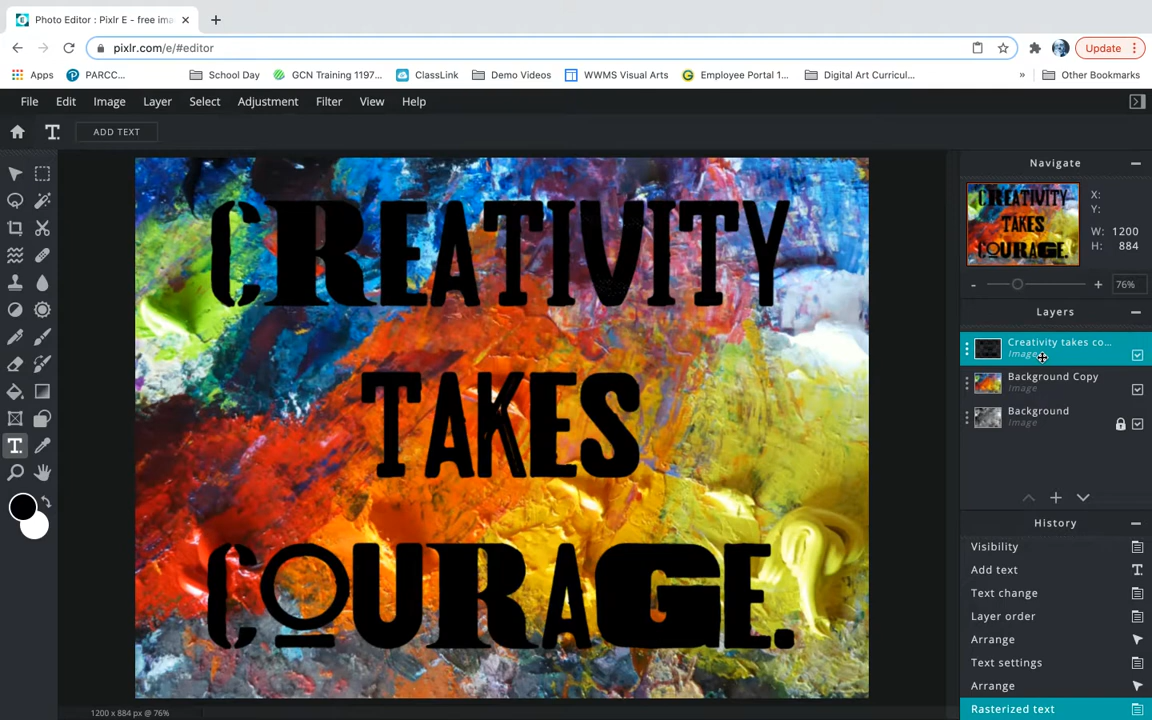 Photo Editor : Pixlr E - free ima
pixlr.com/e/#editor
Update
Apps PARCC... School Day GCN Training 1197... ClassLink Demo Videos WWMS Visual Arts Employee Portal 1... Digital Art Curricul... » Other Bookmarks
File Edit Image Layer Select Adjustment Filter View Help
T. ADD TEXT
Navigate
X:
Y:
W: 1200
H: 884
- + 76%
Layers
Creativity takes co...
Image
Background Copy
Image
Background
Image
History
Visibility
Add text
Text change
Layer order
Arrange
Text settings
Arrange
Rasterized text
CREATIVITY
TAKES
COURAGE.
1200 x 884 px @ 76%